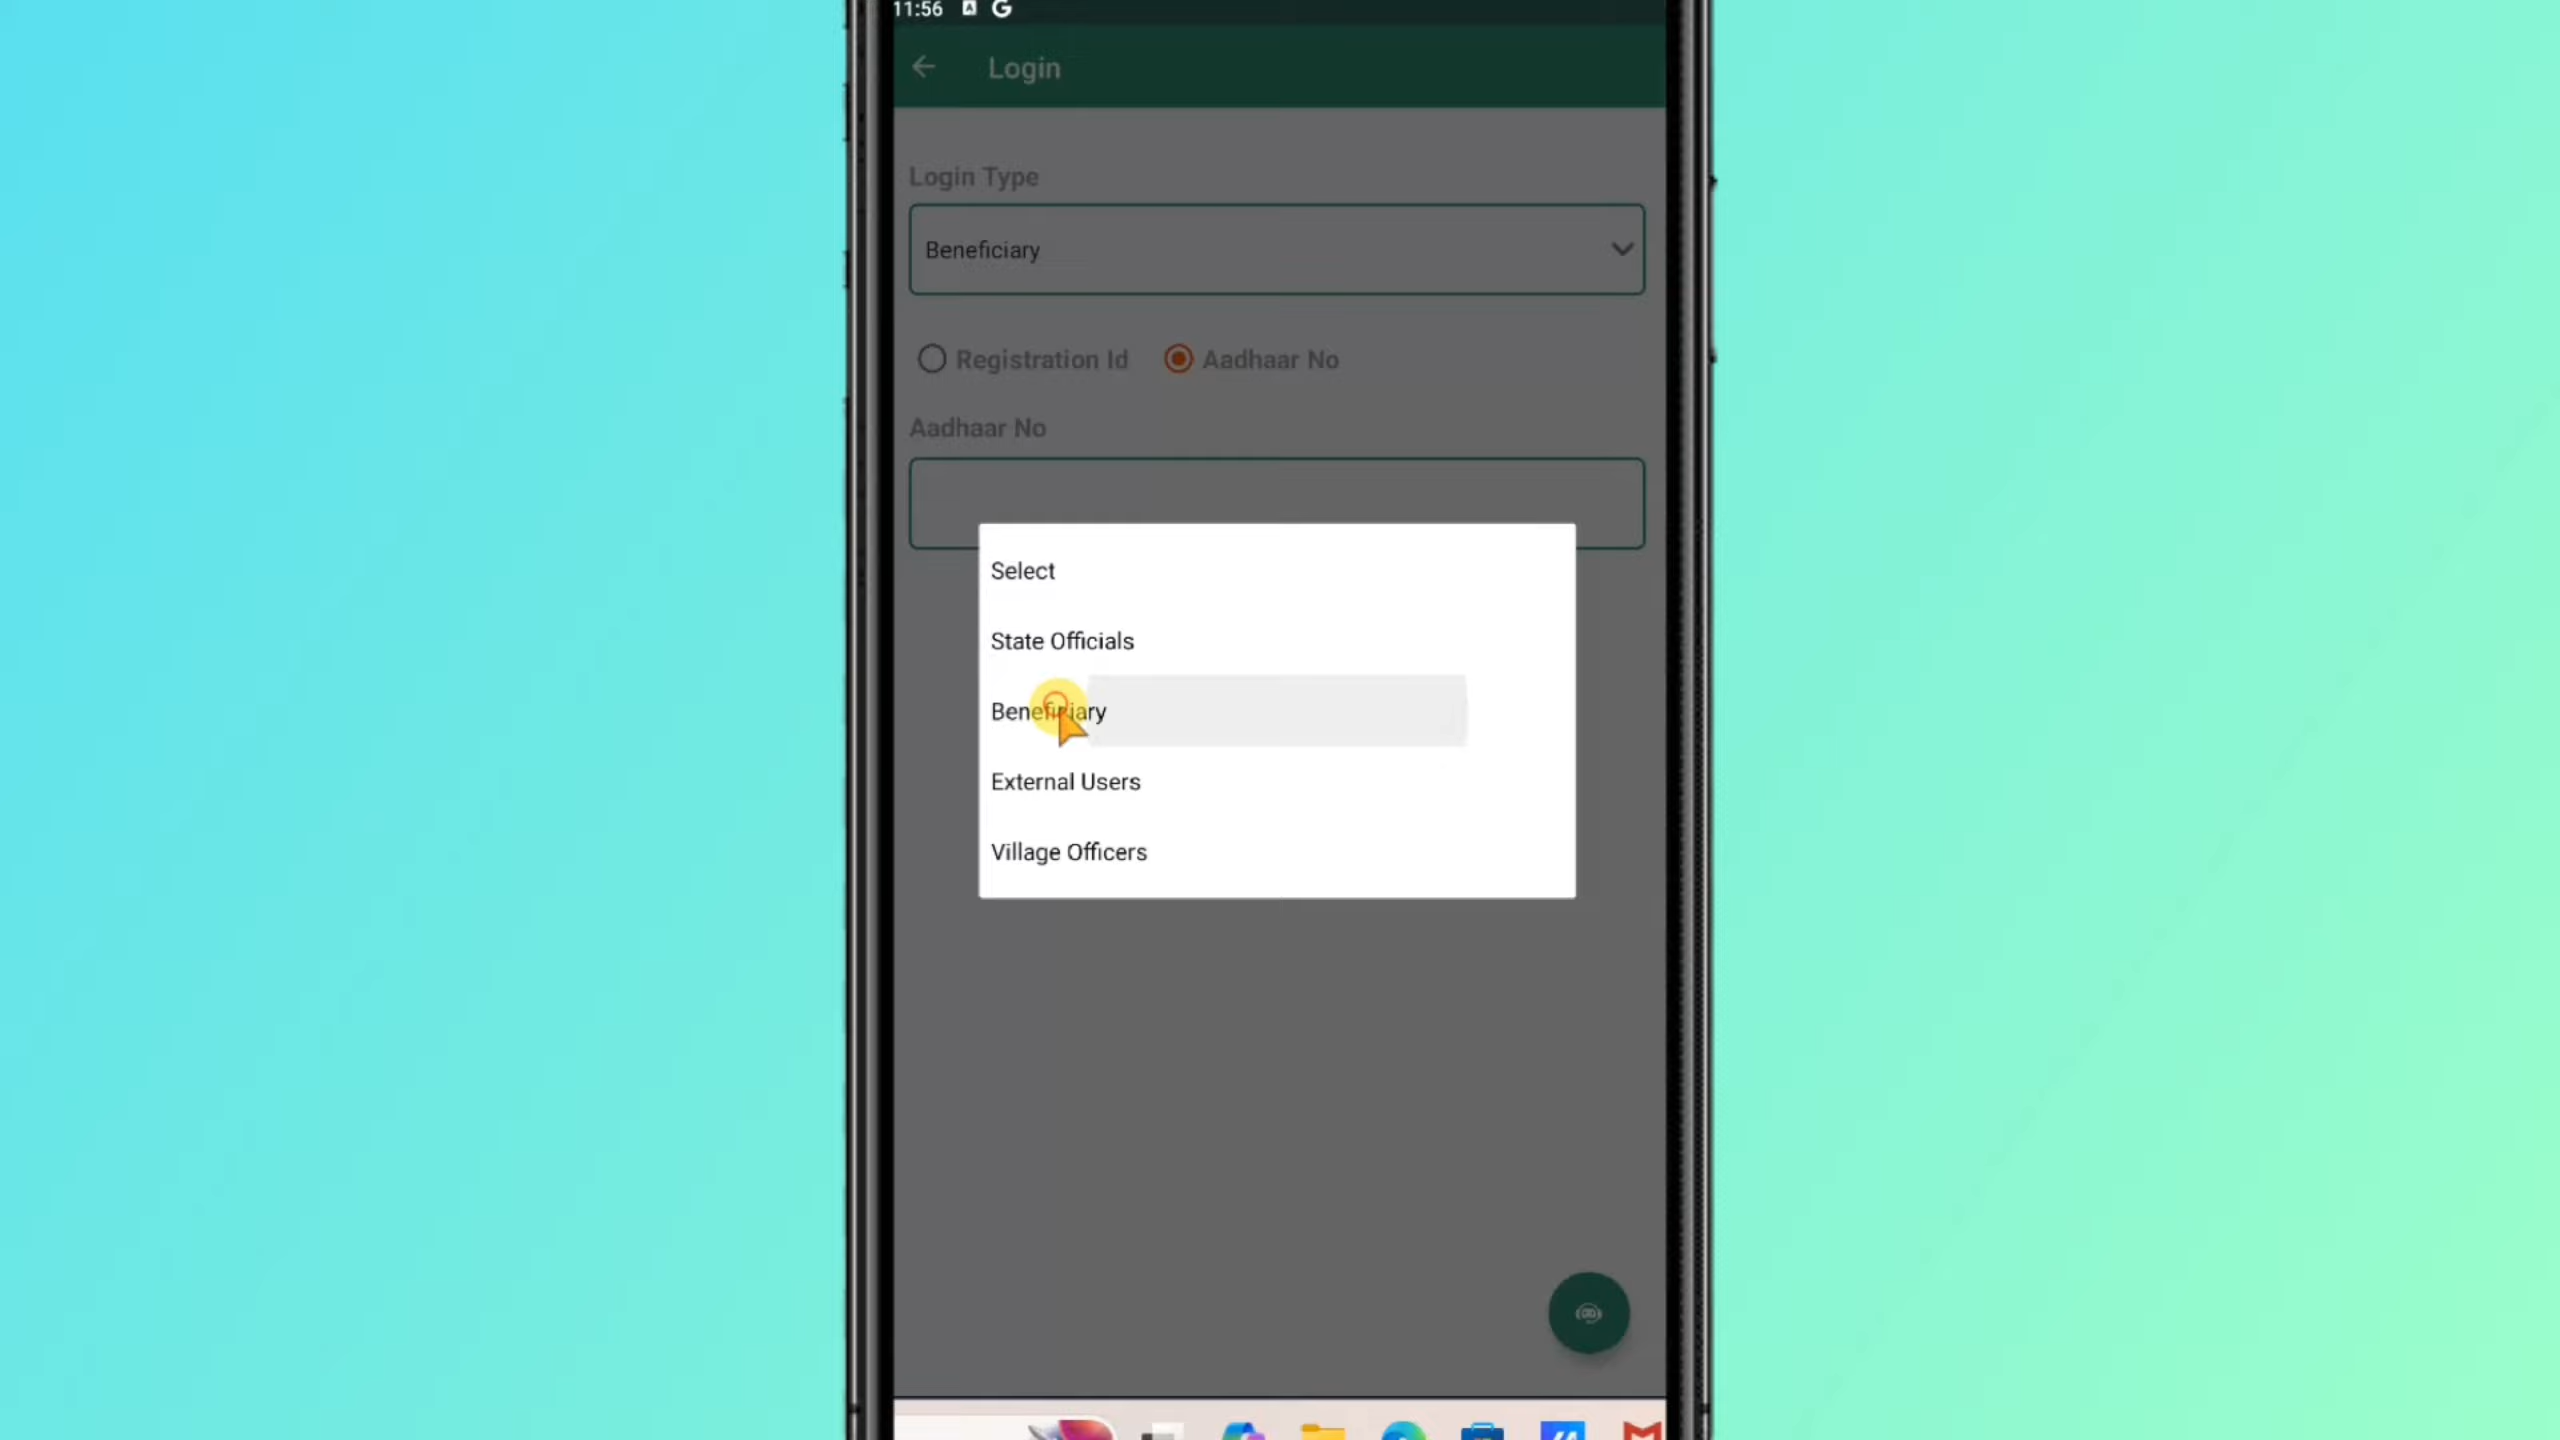 11:56
Login
Login Type
Beneficiary
Registration Id
Aadhaar No
Aadhaar No
Select
State Officials
Beneficiary
External Users
Village Officers